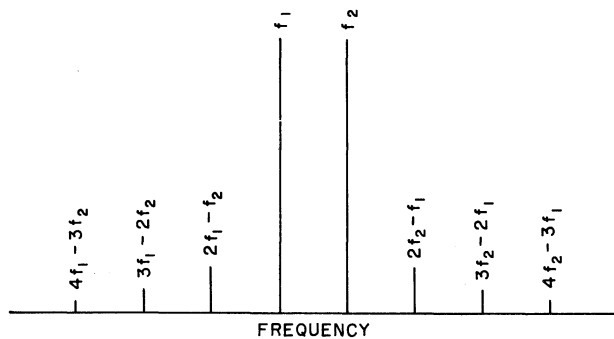 4f₁ - 3f₂
3f₁ - 2f₂
2f₁ - f₂
f₁
f₂
2f₂ - f₁
3f₂ - 2f₁
4f₂ - 3f₁
FREQUENCY